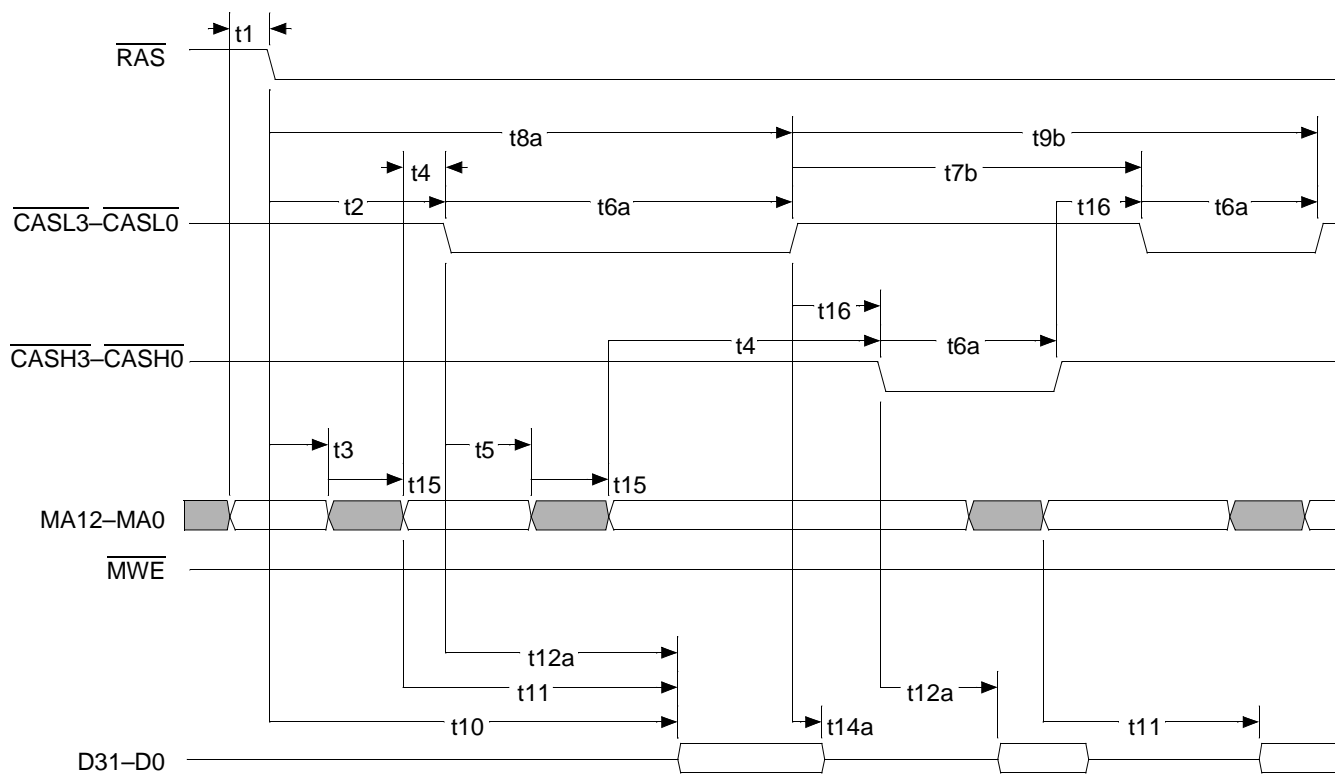 t1
RAS
t8a
t9b
t4
t7b
t2
t6a
t16
t6a
CASL3–CASL0
t16
t4
t6a
CASH3–CASH0
t3
t5
t15
t15
MA12–MA0
MWE
t12a
t11
t12a
t10
t14a
t11
D31–D0